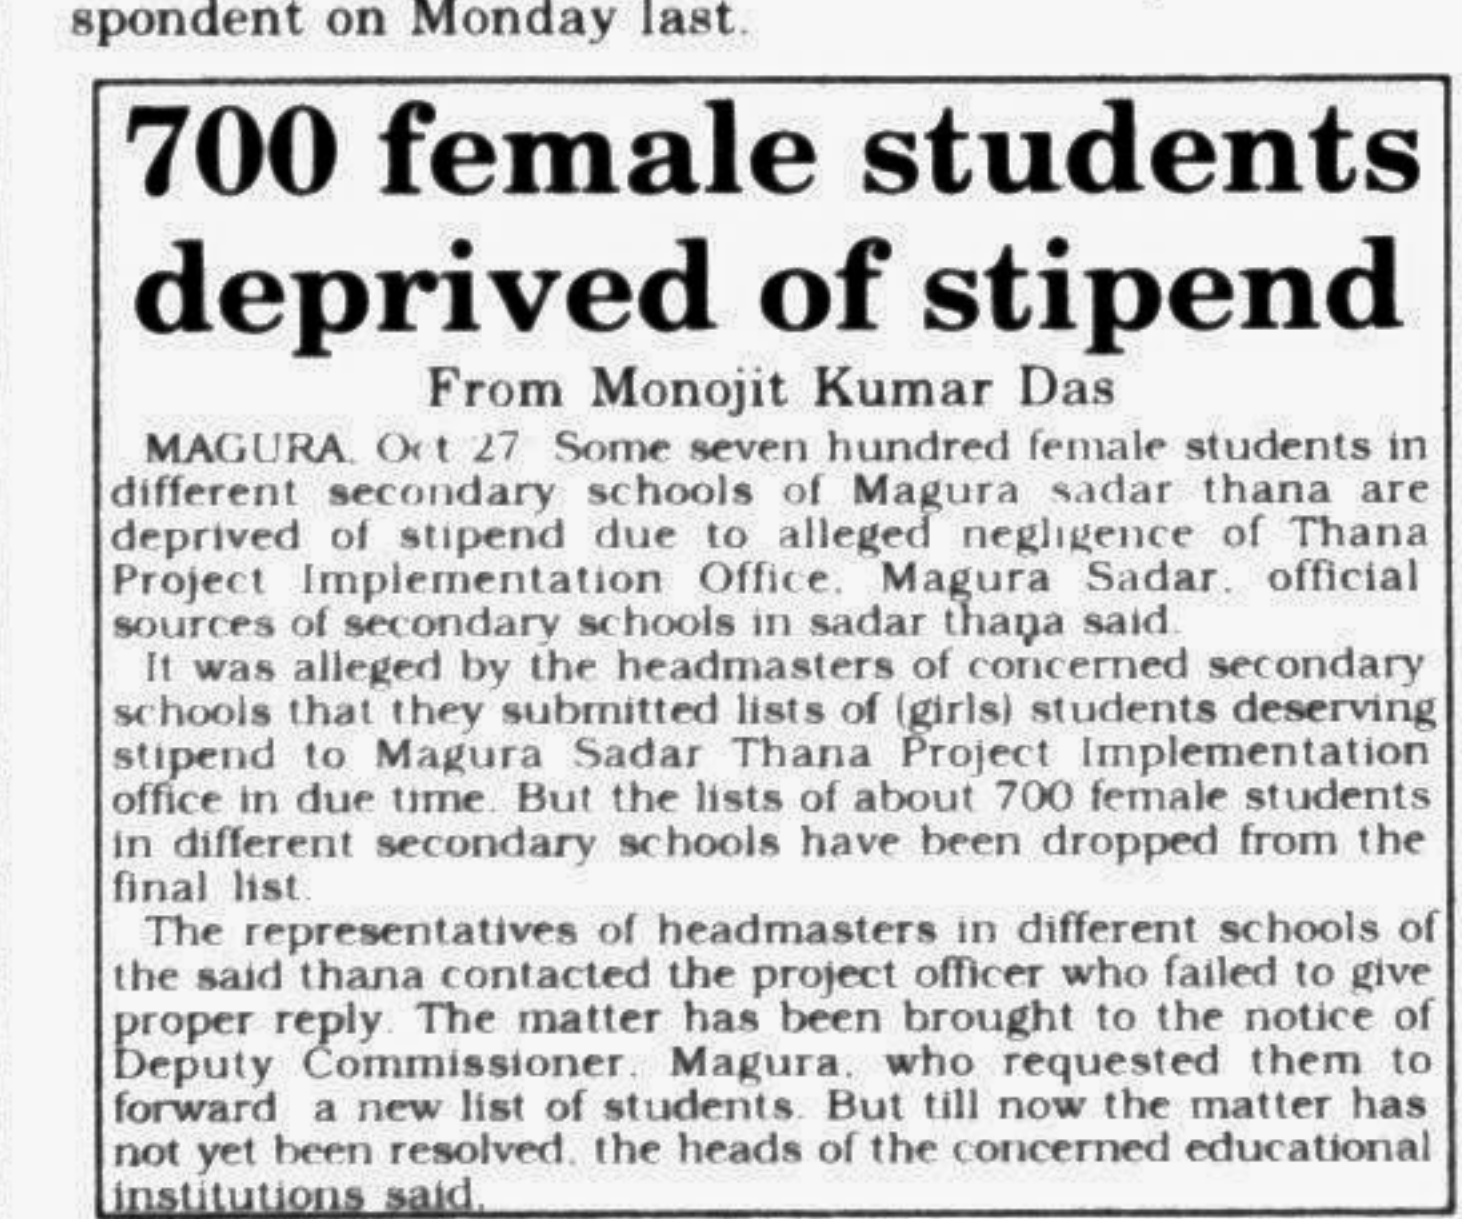 spondent on Monday last.
700 female students
deprived of stipend
From Monojit Kumar Das
MAGURA, Oct 27 Some seven hundred female students in
different secondary schools of Magura sadar thana are
deprived of stipend due to alleged negligence of Thana
Project Implementation Office, Magura Sadar, official
sources of secondary schools in sadar thana said.
It was alleged by the headmasters of concerned secondary
schools that they submitted lists of (girls) students deserving
stipend to Magura Sadar Thana Project Implementation
office in due time. But the lists of about 700 female students
in different secondary schools have been dropped from the
final list.
The representatives of headmasters in different schools of
the said thana contacted the project officer who failed to give
proper reply. The matter has been brought to the notice of
Deputy Commissioner, Magura, who requested them to
forward a new list of students. But till now the matter has
not yet been resolved, the heads of the concerned educational
institutions said.